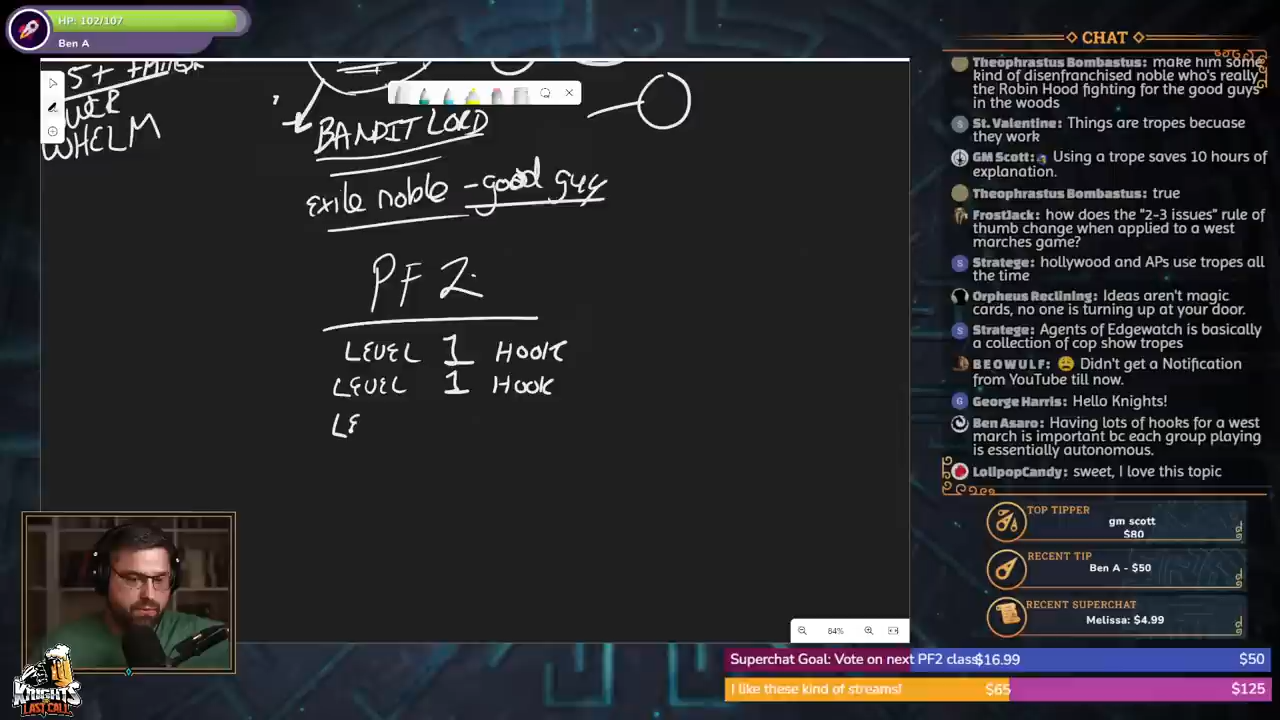 HP: 102/107
Ben A
5+
WHELM
BANDIT LORD
exile noble - good guy
PF 2
LEVEL 1 HOOK
LEVEL 1 HOOK
LE
84%
CHAT
Theophrastus Bombastus: make him some
kind of disenfranchised noble who's really
the Robin Hood fighting for the good guys
in the woods
St. Valentine: Things are tropes becuase
they work
GM Scott: Using a trope saves 10 hours of
explanation.
Theophrastus Bombastus: true
FrostJack: how does the "2-3 issues" rule of
thumb change when applied to a west
marches game?
Stratege: hollywood and APs use tropes all
the time
Orpheus Reclining: Ideas aren't magic
cards, no one is turning up at your door.
Stratege: Agents of Edgewatch is basically
a collection of cop show tropes
BEOWULF: Didn't get a Notification
from YouTube till now.
George Harris: Hello Knights!
Ben Asaro: Having lots of hooks for a west
march is important bc each group playing
is essentially autonomous.
LolipopCandy: sweet, I love this topic
TOP TIPPER
gm scott
$80
RECENT TIP
Ben A - $50
RECENT SUPERCHAT
Melissa: $4.99
Superchat Goal: Vote on next PF2 class $16.99 $50
I like these kind of streams! $65 $125
KNIGHTS
LAST CALL